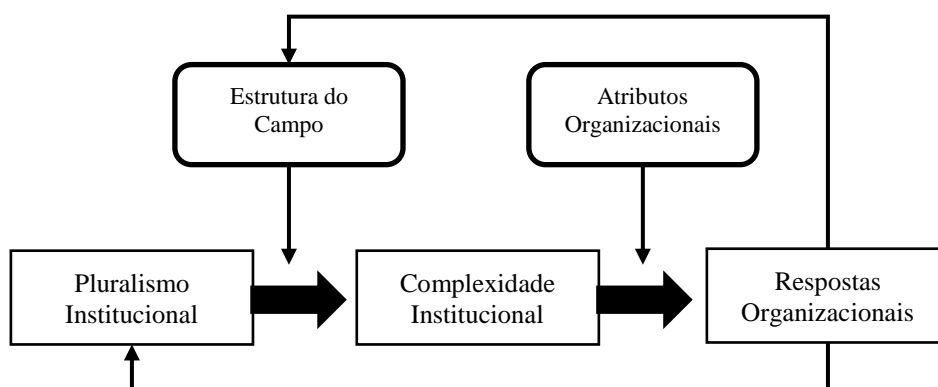 Estrutura do
Campo
Atributos
Organizacionais
Pluralismo
Institucional
Complexidade
Institucional
Respostas
Organizacionais